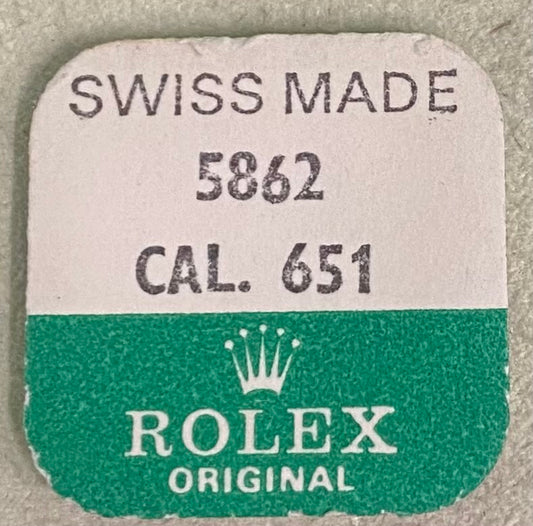 SWISS MADE
5862
CAL. 651
ROLEX
ORIGINAL